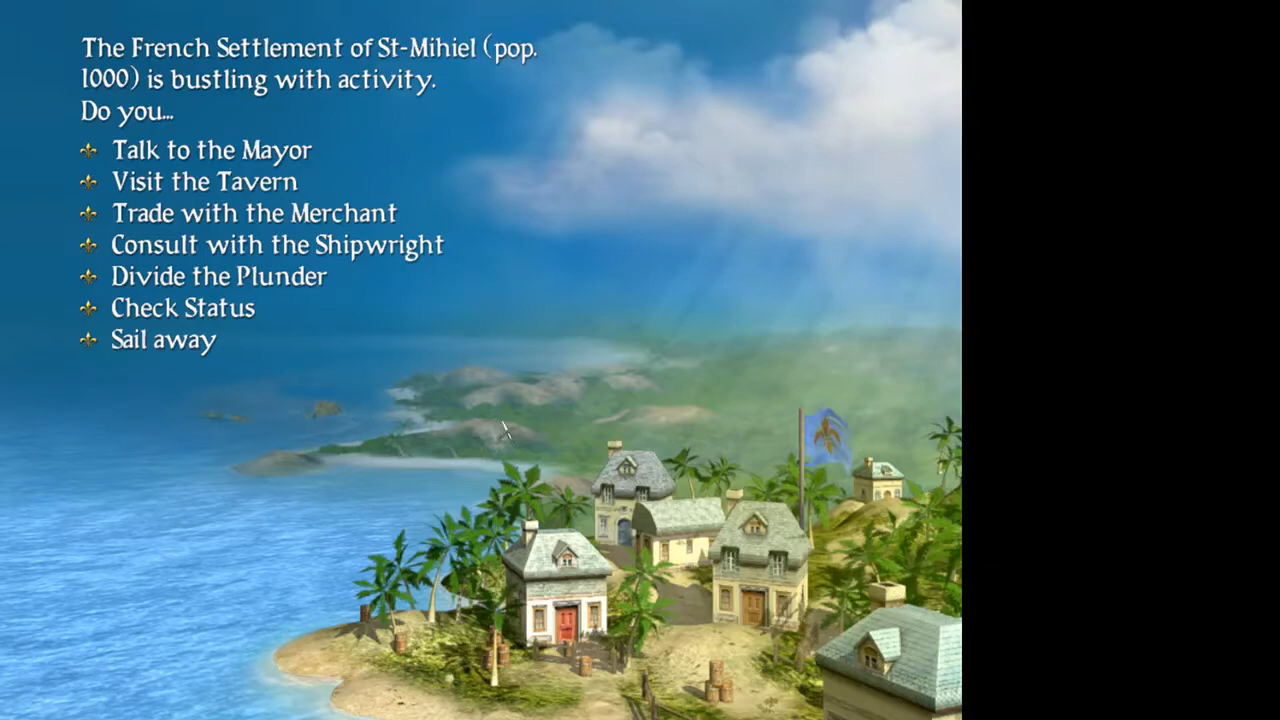 The French Settlement of St-Mihiel (pop.
1000) is bustling with activity.
Do you...
Talk to the Mayor
Visit the Tavern
Trade with the Merchant
Consult with the Shipwright
Divide the Plunder
Check Status
Sail away